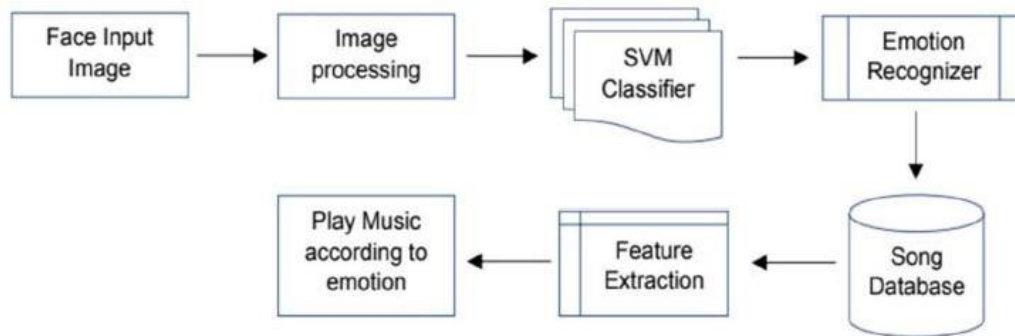 Face Input
Image
Image
processing
SVM
Classifier
Emotion
Recognizer
Song
Database
Feature
Extraction
Play Music
according to
emotion